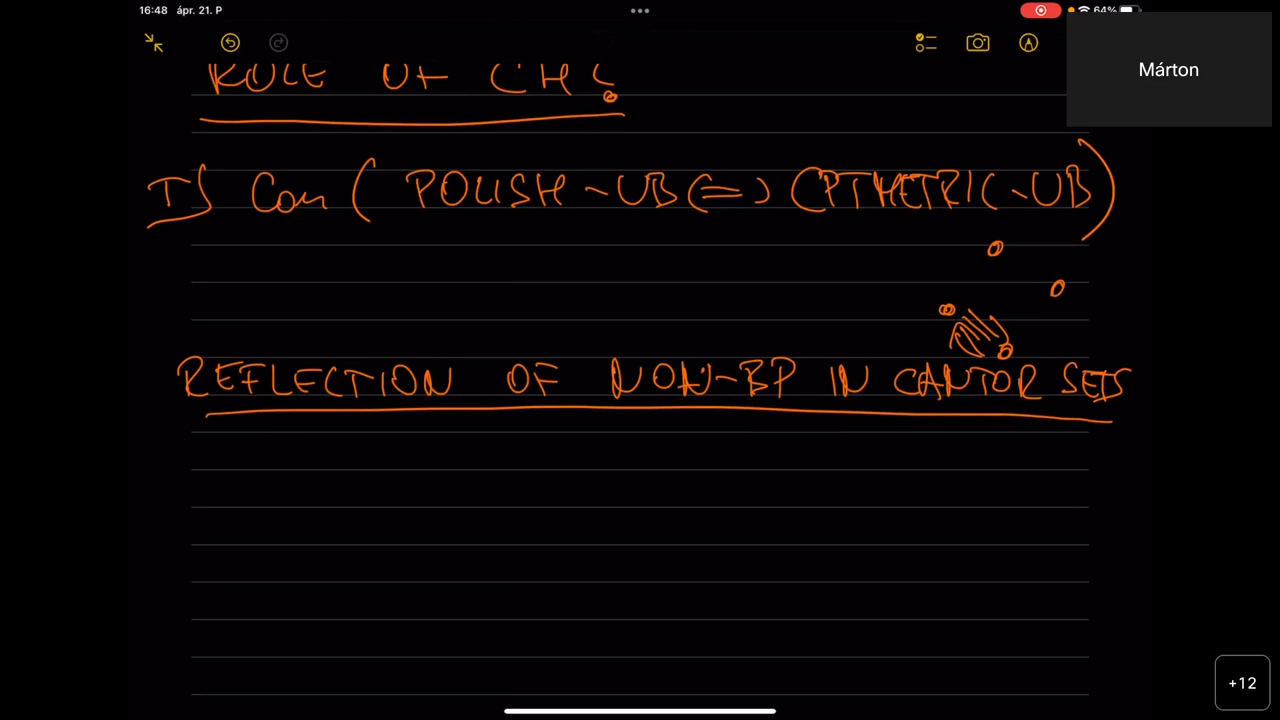 16:48 ápr. 21. P
64%
Márton
ROLE OF CH?
IS Con ( POLISH-UB <=> CPTMETRIC-UB)?
REFLECTION OF NON-BP IN CANTOR SETS
+12